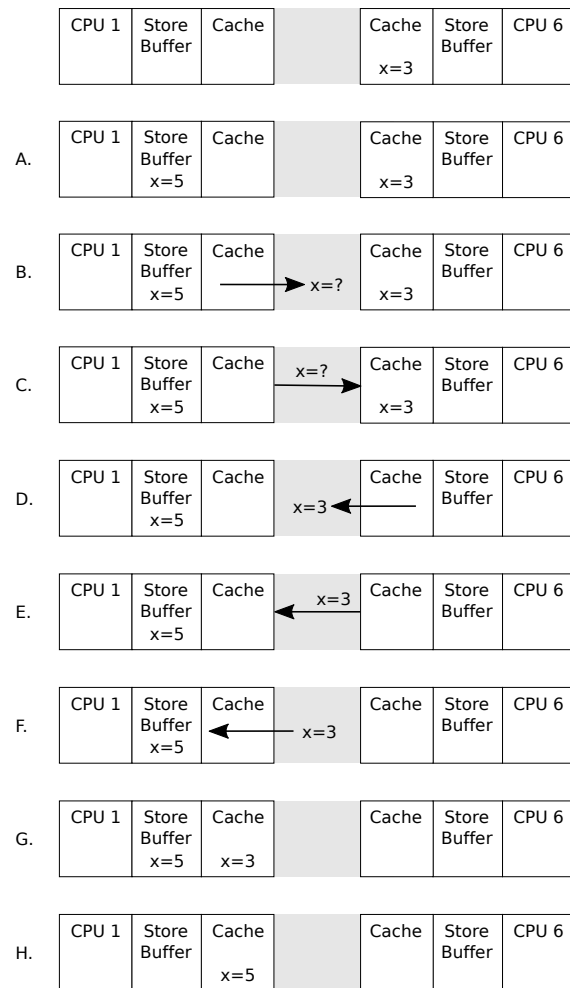 CPU 1 Store Buffer Cache Cache Store Buffer CPU 6
x=3
A. CPU 1 Store Buffer Cache Cache Store Buffer CPU 6
x=5 x=3
B. CPU 1 Store Buffer Cache Cache Store Buffer CPU 6
x=5 x=? x=3
C. CPU 1 Store Buffer Cache x=? Cache Store Buffer CPU 6
x=5 x=3
D. CPU 1 Store Buffer Cache Cache Store Buffer CPU 6
x=5 x=3
E. CPU 1 Store Buffer Cache x=3 Cache Store Buffer CPU 6
x=5
F. CPU 1 Store Buffer Cache Cache Store Buffer CPU 6
x=5 x=3
G. CPU 1 Store Buffer Cache Cache Store Buffer CPU 6
x=5 x=3
H. CPU 1 Store Buffer Cache Cache Store Buffer CPU 6
x=5